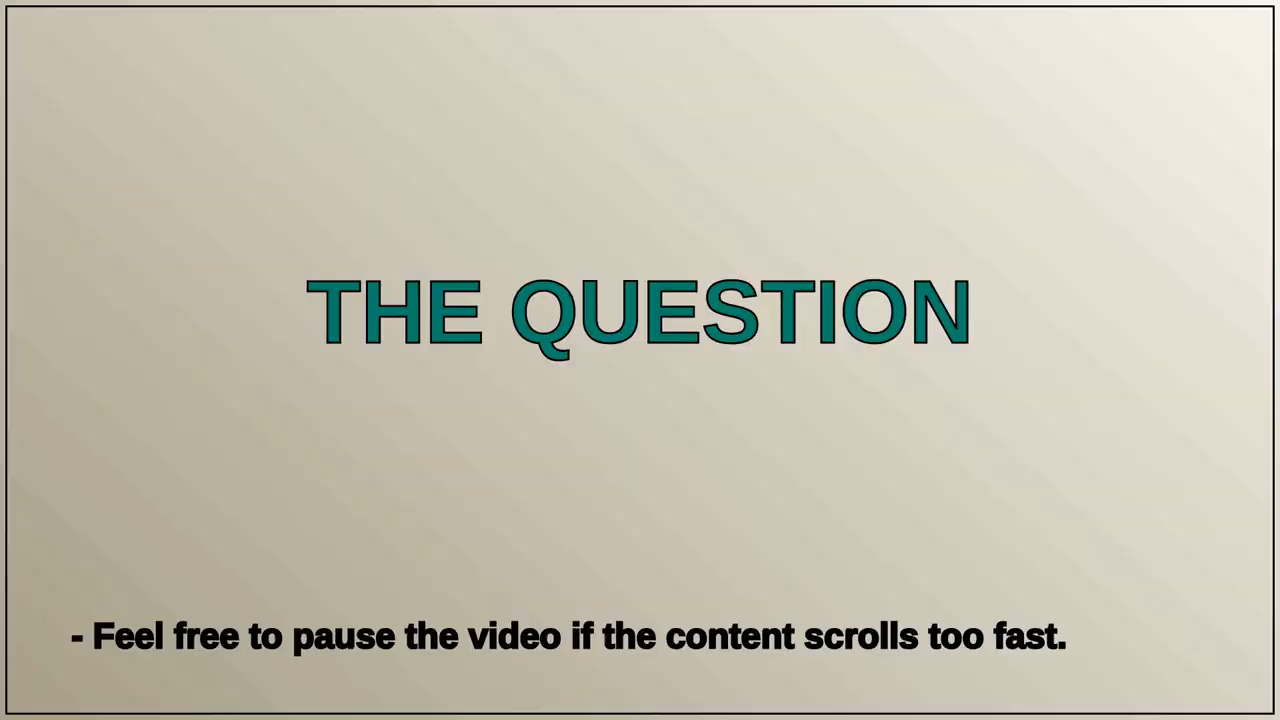 THE QUESTION
- Feel free to pause the video if the content scrolls too fast.